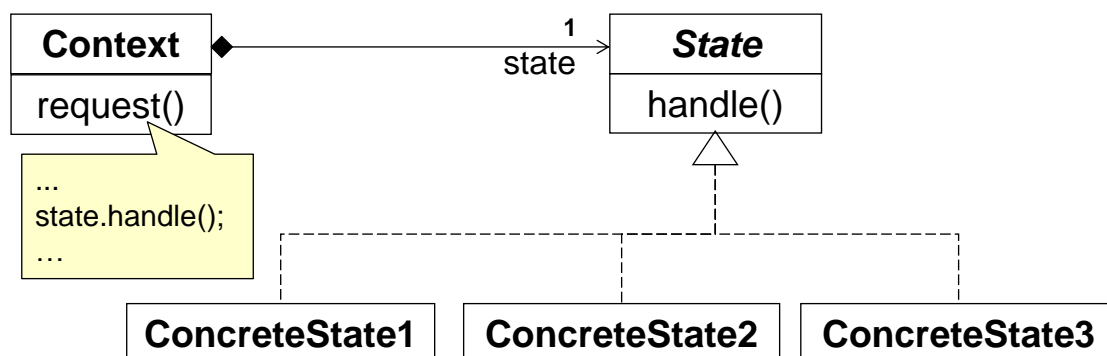 Context
1
State
state
request()
handle()
...
state.handle();
…
ConcreteState1
ConcreteState2
ConcreteState3